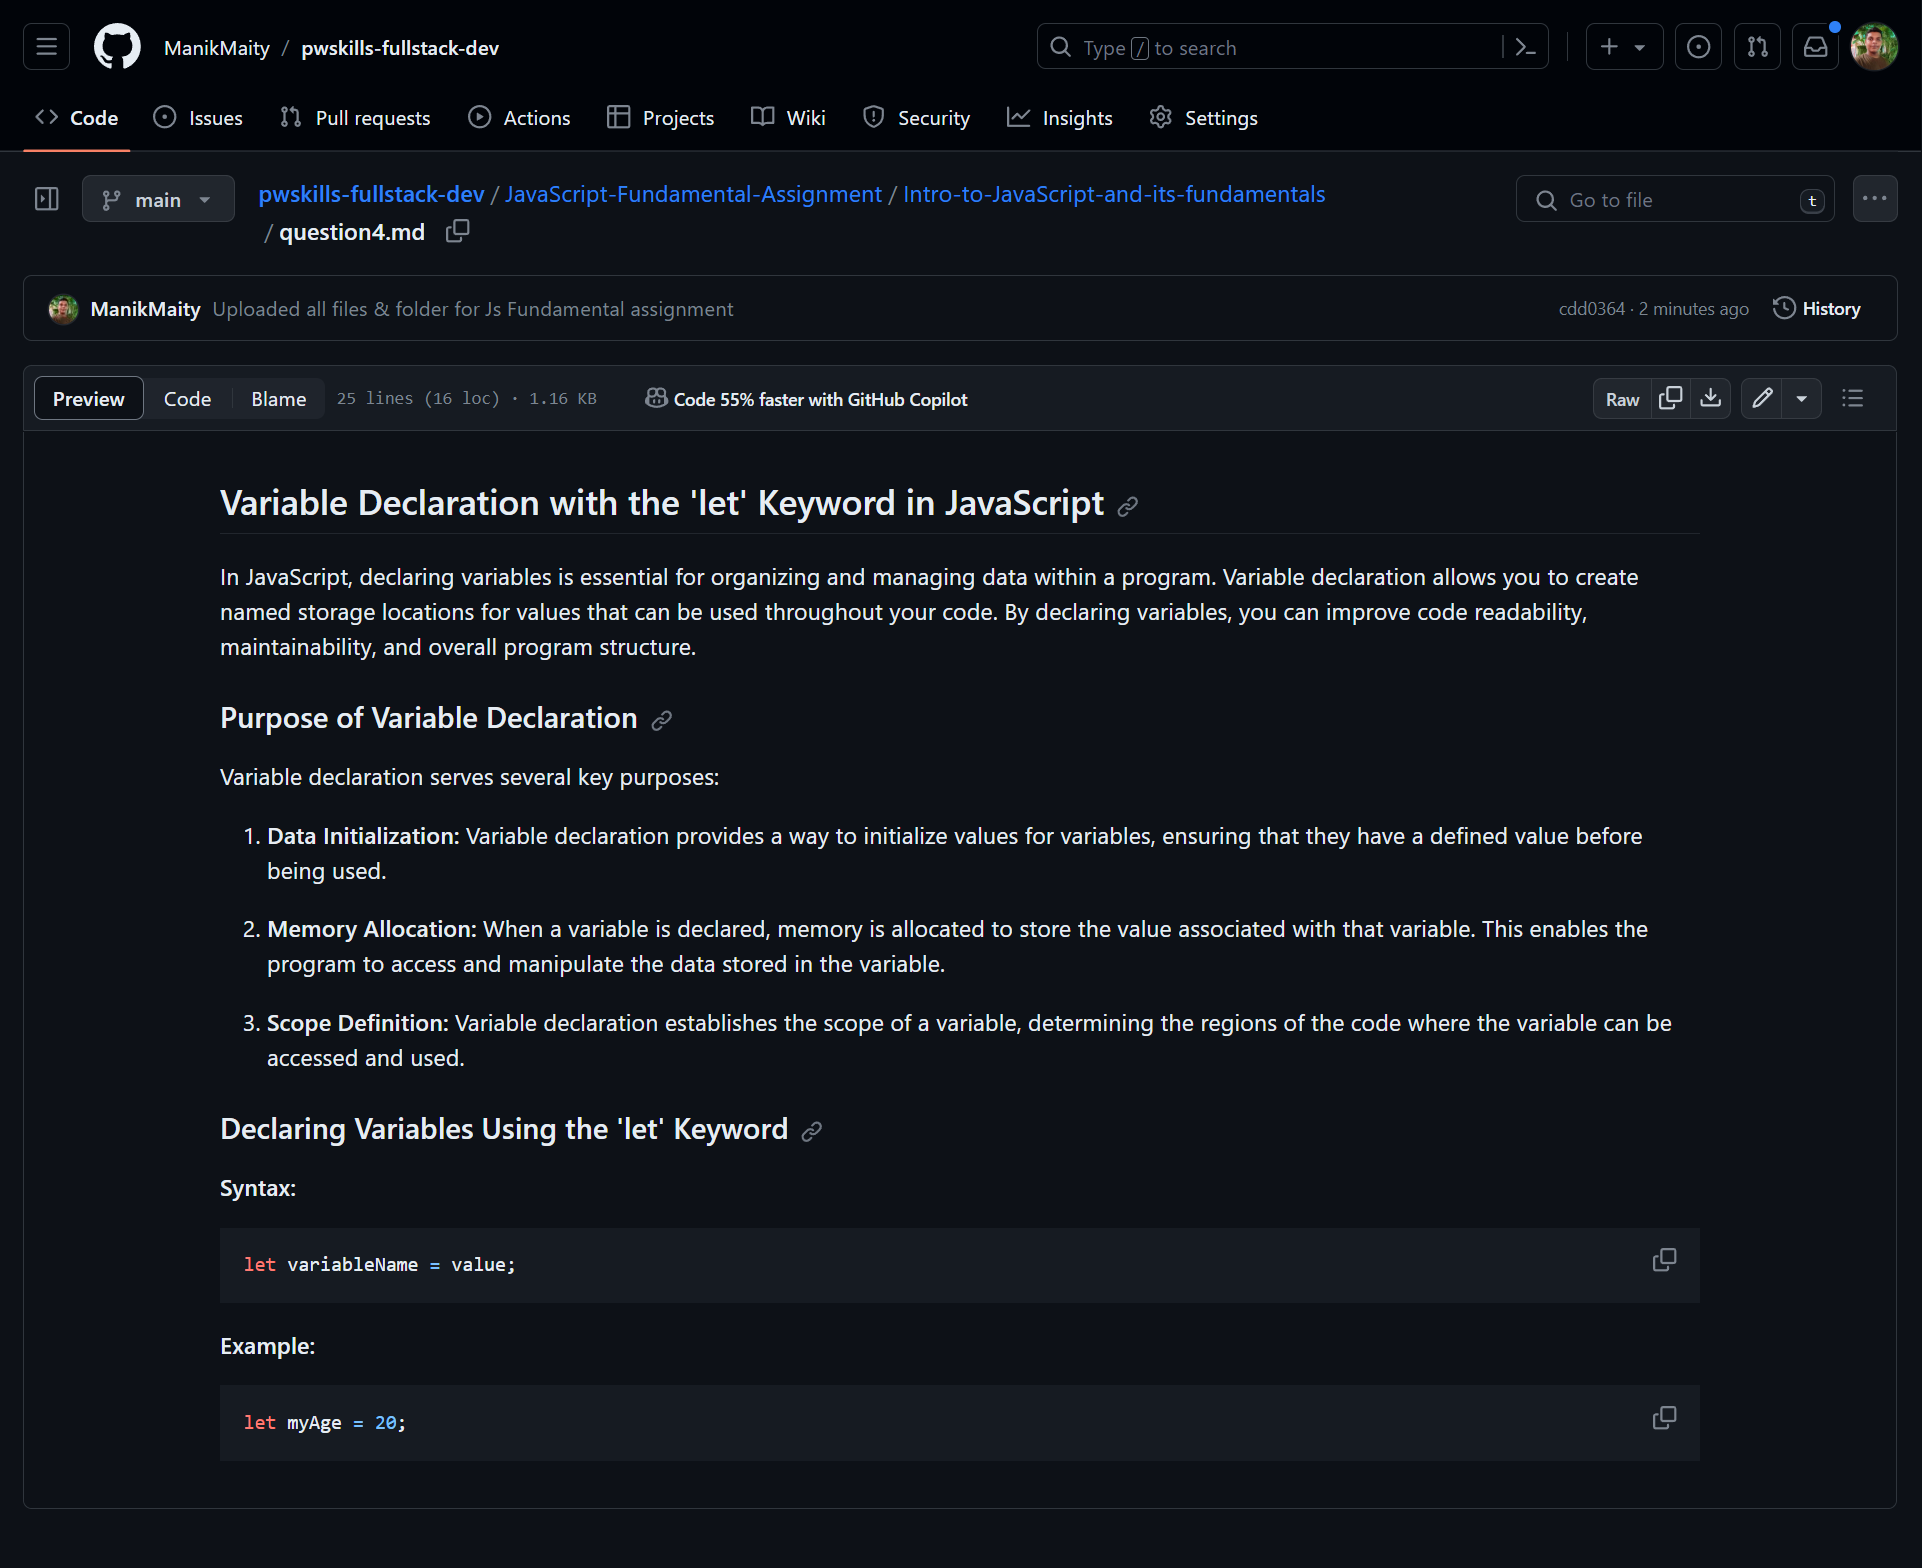 ManikMaity / pwskills-fullstack-dev
Type / to search
Code Issues Pull requests Actions Projects Wiki Security Insights Settings
main
pwskills-fullstack-dev / JavaScript-Fundamental-Assignment / Intro-to-JavaScript-and-its-fundamentals
/ question4.md
Go to file t
ManikMaity Uploaded all files & folder for Js Fundamental assignment
cdd0364 · 2 minutes ago History
Preview Code Blame 25 lines (16 loc) · 1.16 KB Code 55% faster with GitHub Copilot Raw
Variable Declaration with the 'let' Keyword in JavaScript
In JavaScript, declaring variables is essential for organizing and managing data within a program. Variable declaration allows you to create
named storage locations for values that can be used throughout your code. By declaring variables, you can improve code readability,
maintainability, and overall program structure.
Purpose of Variable Declaration
Variable declaration serves several key purposes:
1. Data Initialization: Variable declaration provides a way to initialize values for variables, ensuring that they have a defined value before
being used.
2. Memory Allocation: When a variable is declared, memory is allocated to store the value associated with that variable. This enables the
program to access and manipulate the data stored in the variable.
3. Scope Definition: Variable declaration establishes the scope of a variable, determining the regions of the code where the variable can be
accessed and used.
Declaring Variables Using the 'let' Keyword
Syntax:
let variableName = value;
Example:
let myAge = 20;